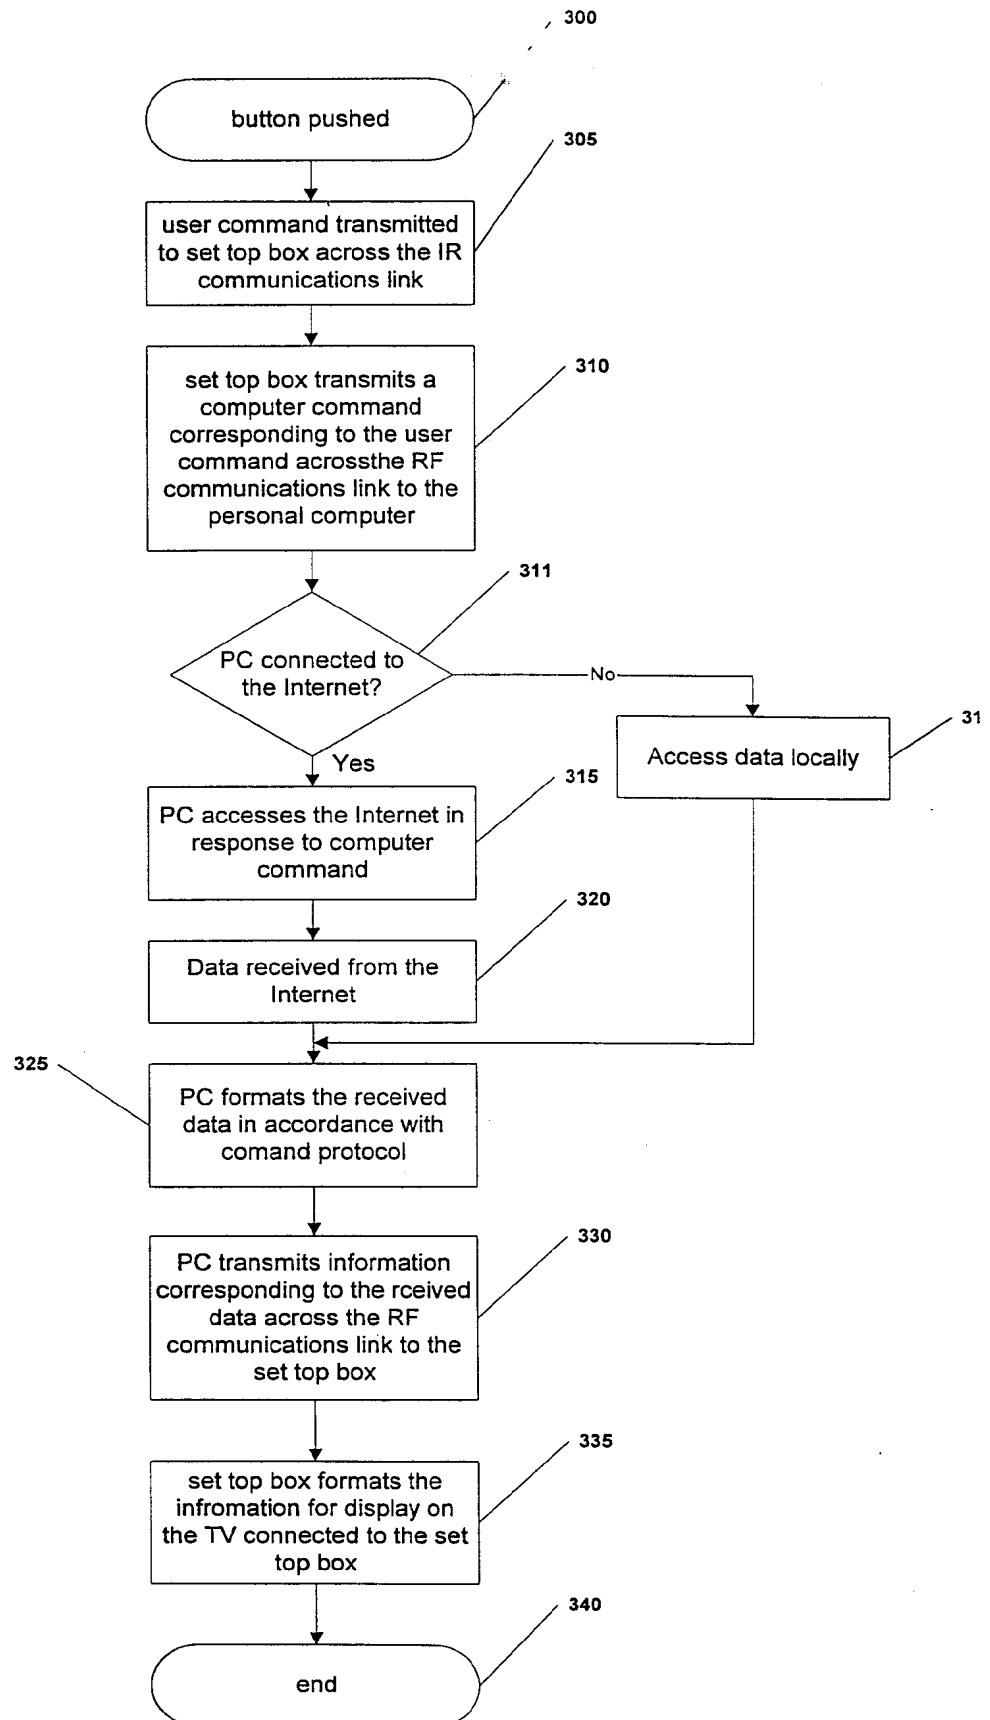 300
button pushed
305
user command transmitted
to set top box across the IR
communications link
310
set top box transmits a
computer command
corresponding to the user
command acrossthe RF
communications link to the
personal computer
311
PC connected to
the Internet?
No
Yes
31
Access data locally
315
PC accesses the Internet in
response to computer
command
320
Data received from the
Internet
325
PC formats the received
data in accordance with
comand protocol
330
PC transmits information
corresponding to the rceived
data across the RF
communications link to the
set top box
335
set top box formats the
infromation for display on
the TV connected to the set
top box
340
end